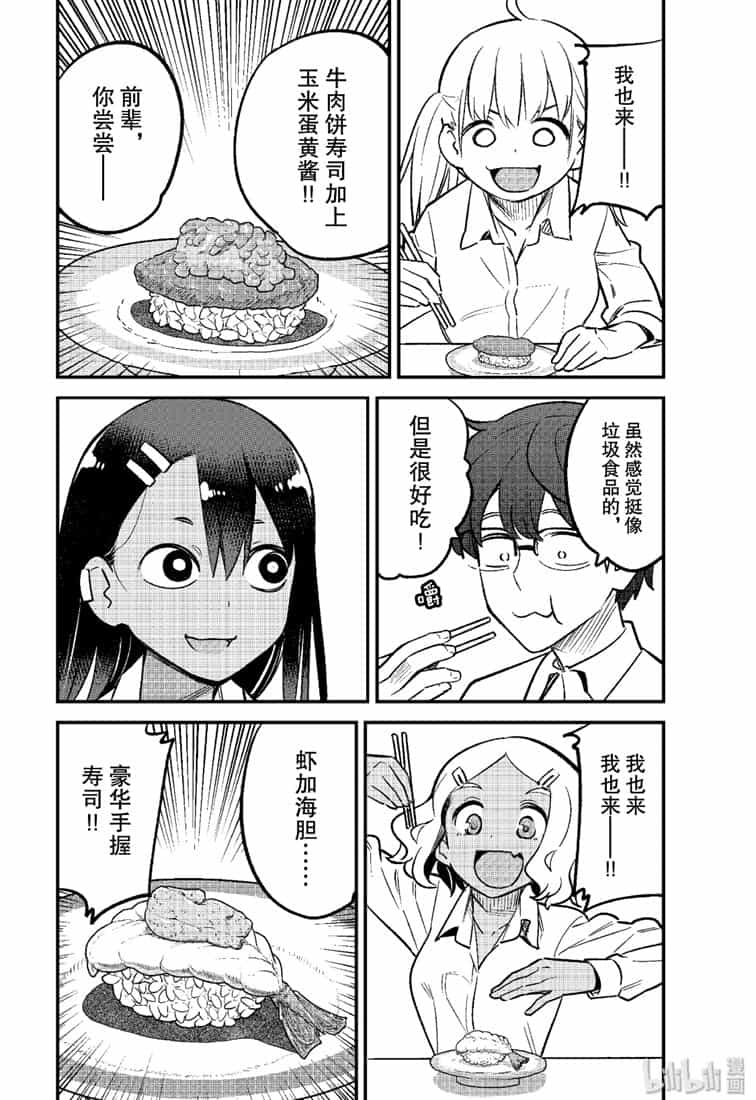 我也来——!!
牛肉饼寿司加上
玉米蛋黄酱!!
前辈，
你尝尝——
虽然感觉挺像
垃圾食品的，
但是很好吃！
嚼
我也来
我也来——!!
虾加海胆……
豪华手握
寿司!!
bilibili漫画